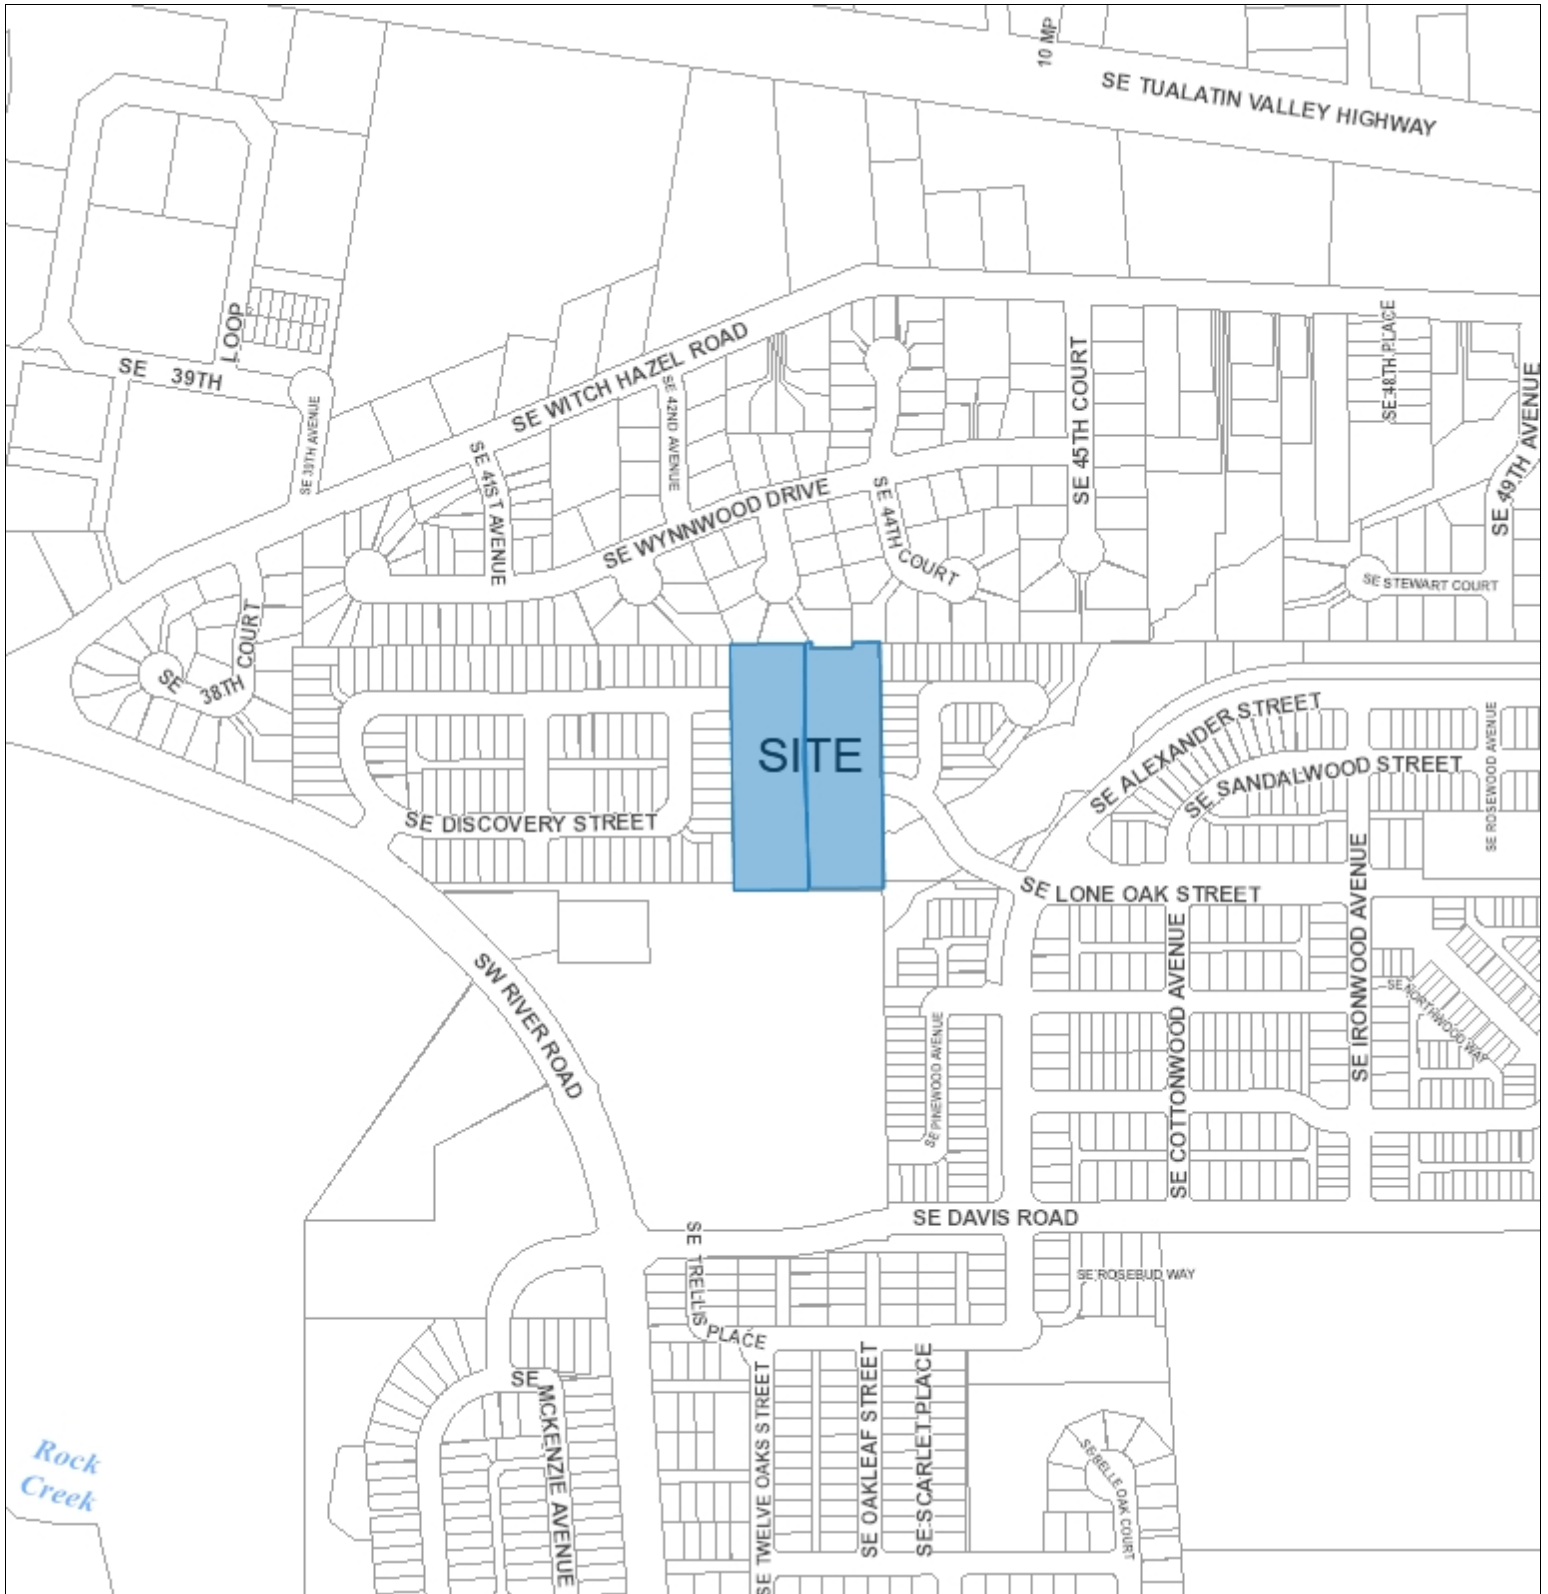 10 MP
SE TUALATIN VALLEY HIGHWAY
LOOP
SE 39TH
SE 39TH AVENUE
SE WITCH HAZEL ROAD
SE 48TH PLACE
SE 45TH COURT
SE 42ND AVENUE
SE 41ST AVENUE
SE WYNNWOOD DRIVE
SE 44TH COURT
SE 49TH AVENUE
SE STEWART COURT
SE 38TH COURT
SITE
SE DISCOVERY STREET
SE ALEXANDER STREET
SE SANDALWOOD STREET
SE ROSEWOOD AVENUE
SE LONE OAK STREET
SE IRONWOOD AVENUE
SE COTTONWOOD AVENUE
SE NORTHWOOD WAY
SW RIVER ROAD
SE PINEWOOD AVENUE
SE DAVIS ROAD
SE TRELLIS PLACE
SE ROSEBUD WAY
SE MCKENZIE AVENUE
SE TWELVE OAKS STREET
SE OAKLEAF STREET
SE SCARLET PLACE
SE BELLE OAK COURT
Rock
Creek